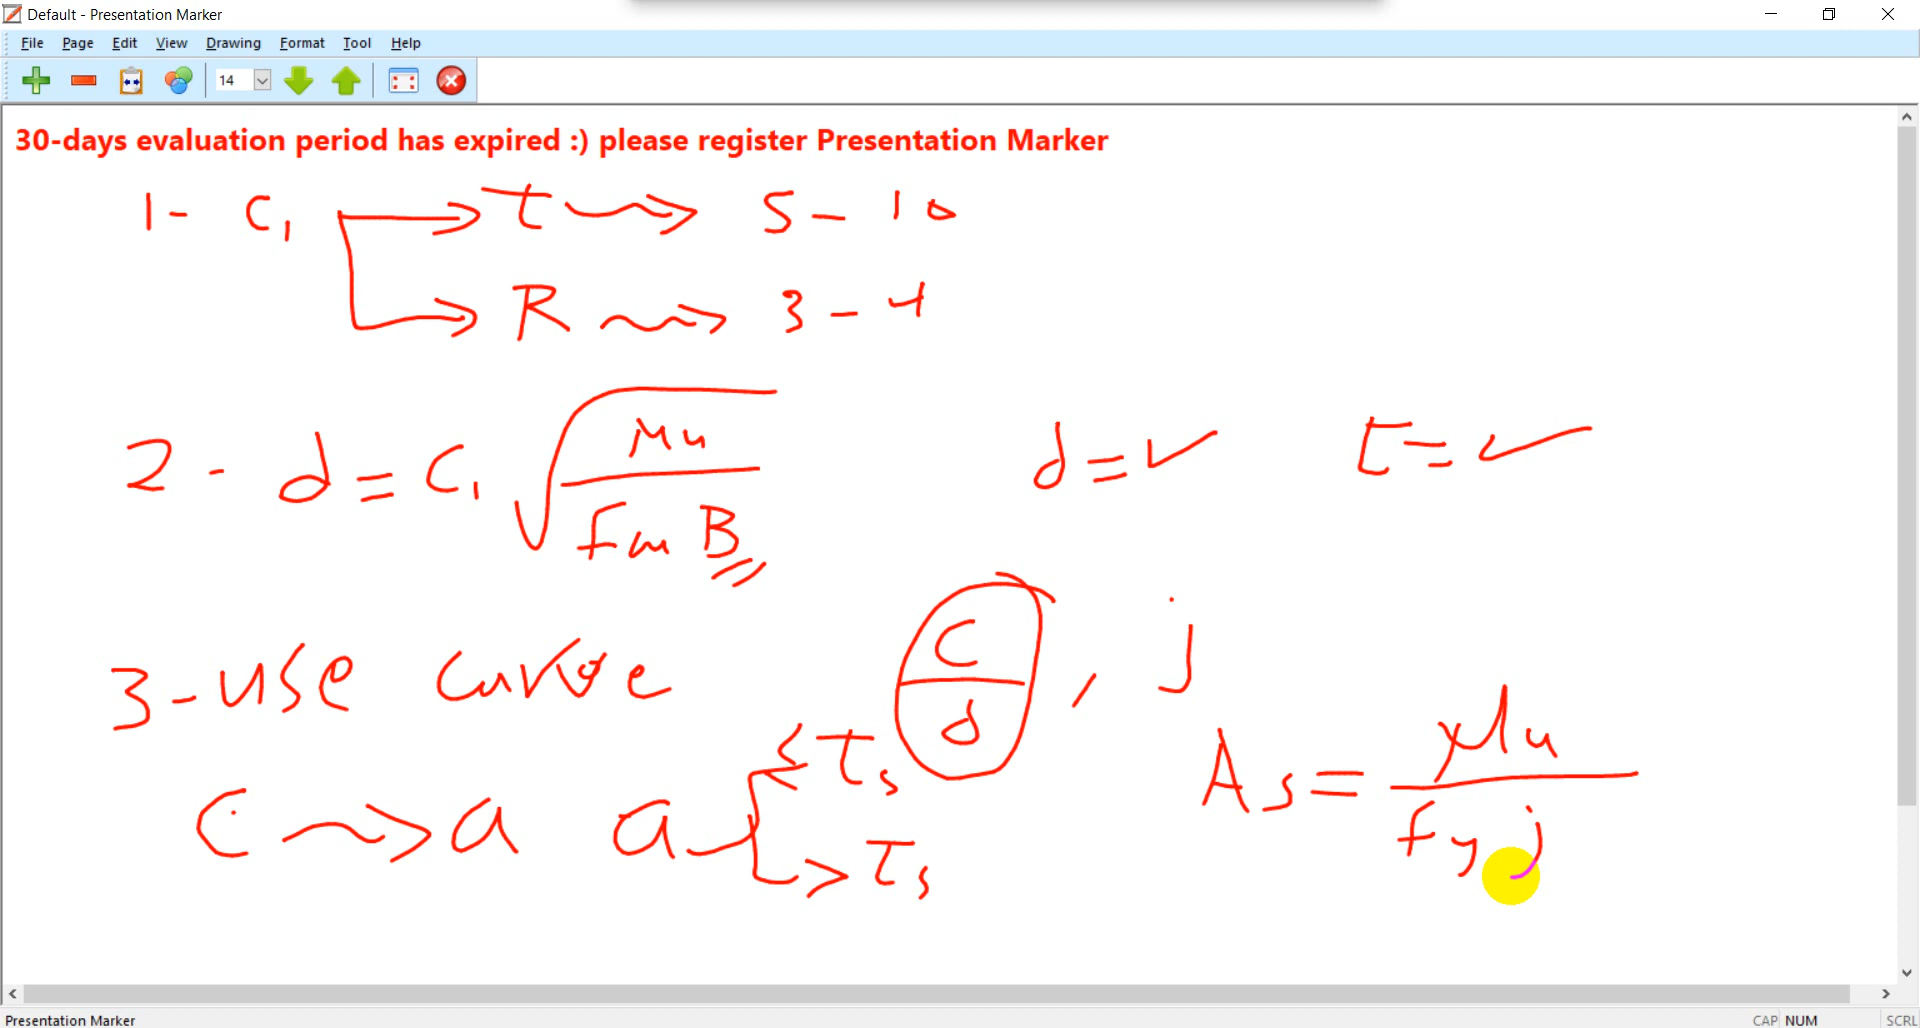 Default - Presentation Marker
File Page Edit View Drawing Format Tool Help
14
30-days evaluation period has expired :) please register Presentation Marker
1- C₁ → T → 5 - 10
→ R → 3 - 4
2 - d = C₁ √(Mu / Fcu B) d = ✓ t = ✓
3 - use curve c/d , j
C → a a ≤ Ts
> Ts
As = Mu / Fy j
Presentation Marker
CAP NUM SCRL